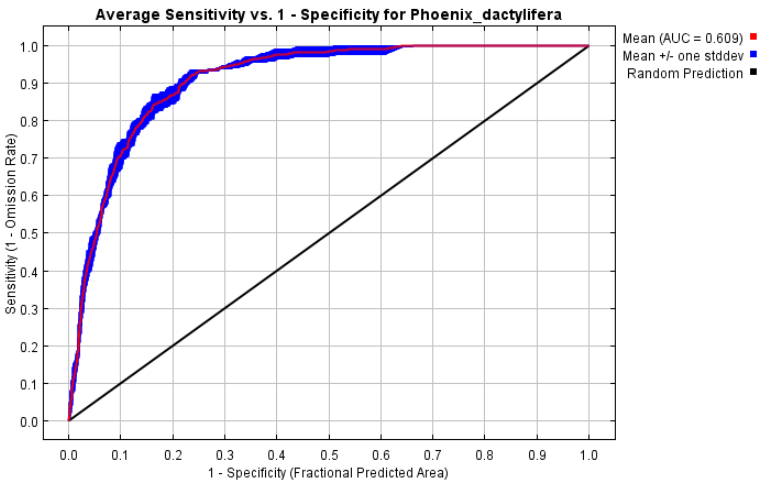 Average Sensitivity vs. 1 - Specificity for Phoenix_dactylifera
Mean (AUC = 0.609)
Mean +/- one stddev
Random Prediction
Sensitivity (1 - Omission Rate)
1.0
0.9
0.8
0.7
0.6
0.5
0.4
0.3
0.2
0.1
0.0
0.0 0.1 0.2 0.3 0.4 0.5 0.6 0.7 0.8 0.9 1.0
1 - Specificity (Fractional Predicted Area)